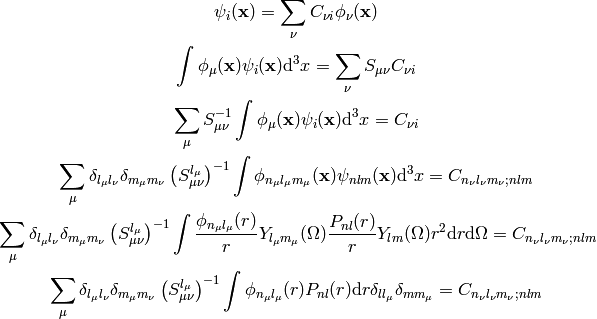 \psi_i(\mathbf{x}) = \sum_{\nu} C_{\nu i} \phi_{\nu}(\mathbf{x})
\int \phi_{\mu}(\mathbf{x}) \psi_i(\mathbf{x}) \mathrm{d}^3 x = \sum_{\nu} S_{\mu\nu} C_{\nu i}
\sum_{\mu} S_{\mu\nu}^{-1} \int \phi_{\mu}(\mathbf{x}) \psi_i(\mathbf{x}) \mathrm{d}^3 x = C_{\nu i}
\sum_{\mu} \delta_{l_\mu l_\nu} \delta_{m_\mu m_\nu} \left( S_{\mu\nu}^{l_\mu} \right)^{-1} \int \phi_{n_\mu l_\mu m_\mu}(\mathbf{x}) \psi_{nlm}(\mathbf{x}) \mathrm{d}^3 x = C_{n_\nu l_\nu m_\nu; nlm}
\sum_{\mu} \delta_{l_\mu l_\nu} \delta_{m_\mu m_\nu} \left( S_{\mu\nu}^{l_\mu} \right)^{-1} \int \frac{\phi_{n_\mu l_\mu}(r)}{r} Y_{l_\mu m_\mu}(\Omega) \frac{P_{nl}(r)}{r} Y_{lm}(\Omega) r^2 \mathrm{d}r \mathrm{d}\Omega = C_{n_\nu l_\nu m_\nu; nlm}
\sum_{\mu} \delta_{l_\mu l_\nu} \delta_{m_\mu m_\nu} \left( S_{\mu\nu}^{l_\mu} \right)^{-1} \int \phi_{n_\mu l_\mu}(r) P_{nl}(r) \mathrm{d}r \delta_{l l_\mu} \delta_{m m_\mu} = C_{n_\nu l_\nu m_\nu; nlm}